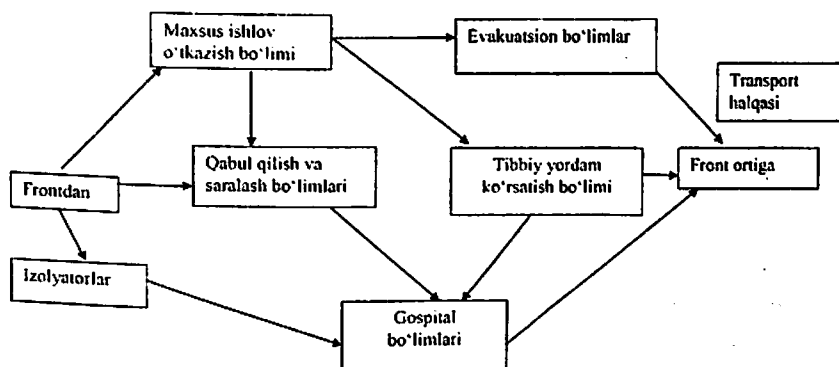 Maxsus ishlov
o‘tkazish bo‘limi
Evakuatsion bo‘limlar
Transport
halqasi
Qabul qilish va
saralash bo‘limlari
Tibbiy yordam
ko‘rsatish bo‘limi
Front ortiga
Frontdan
Izolyatorlar
Gospital
bo‘limlari